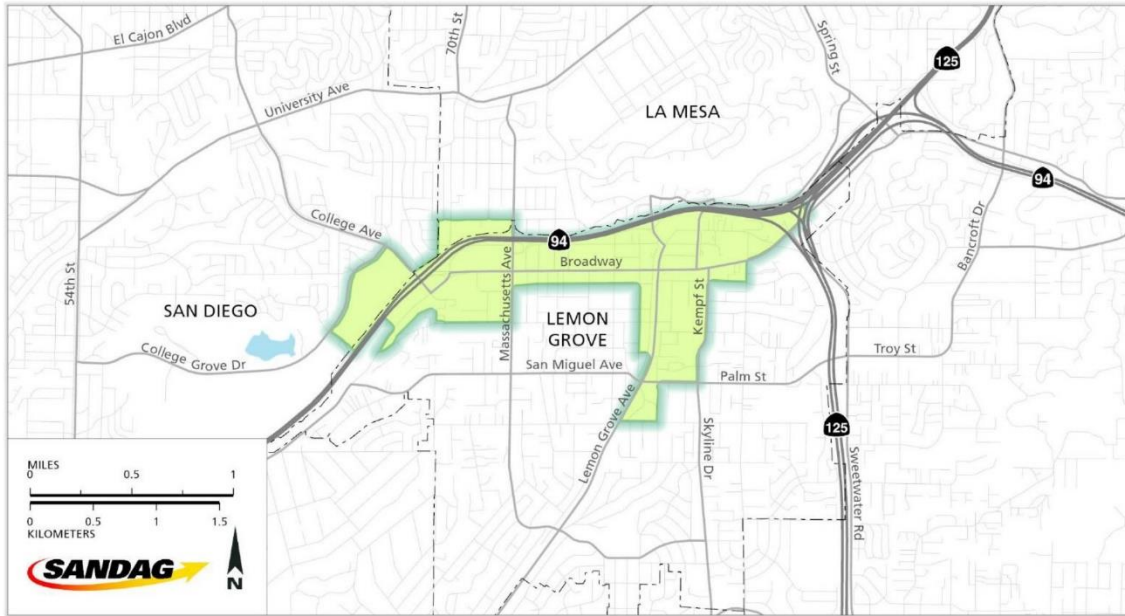 El Cajon Blvd
70th St
Spring St
125
University Ave
LA MESA
94
College Ave
94
Bancroft Dr
Broadway
54th St
Massachusetts Ave
Kempf St
SAN DIEGO
LEMON
GROVE
College Grove Dr
San Miguel Ave
Troy St
Palm St
Lemon Grove Ave
Skyline Dr
125
Sweetwater Rd
MILES
0 0.5 1
0 0.5 1 1.5
KILOMETERS
SANDAG
N